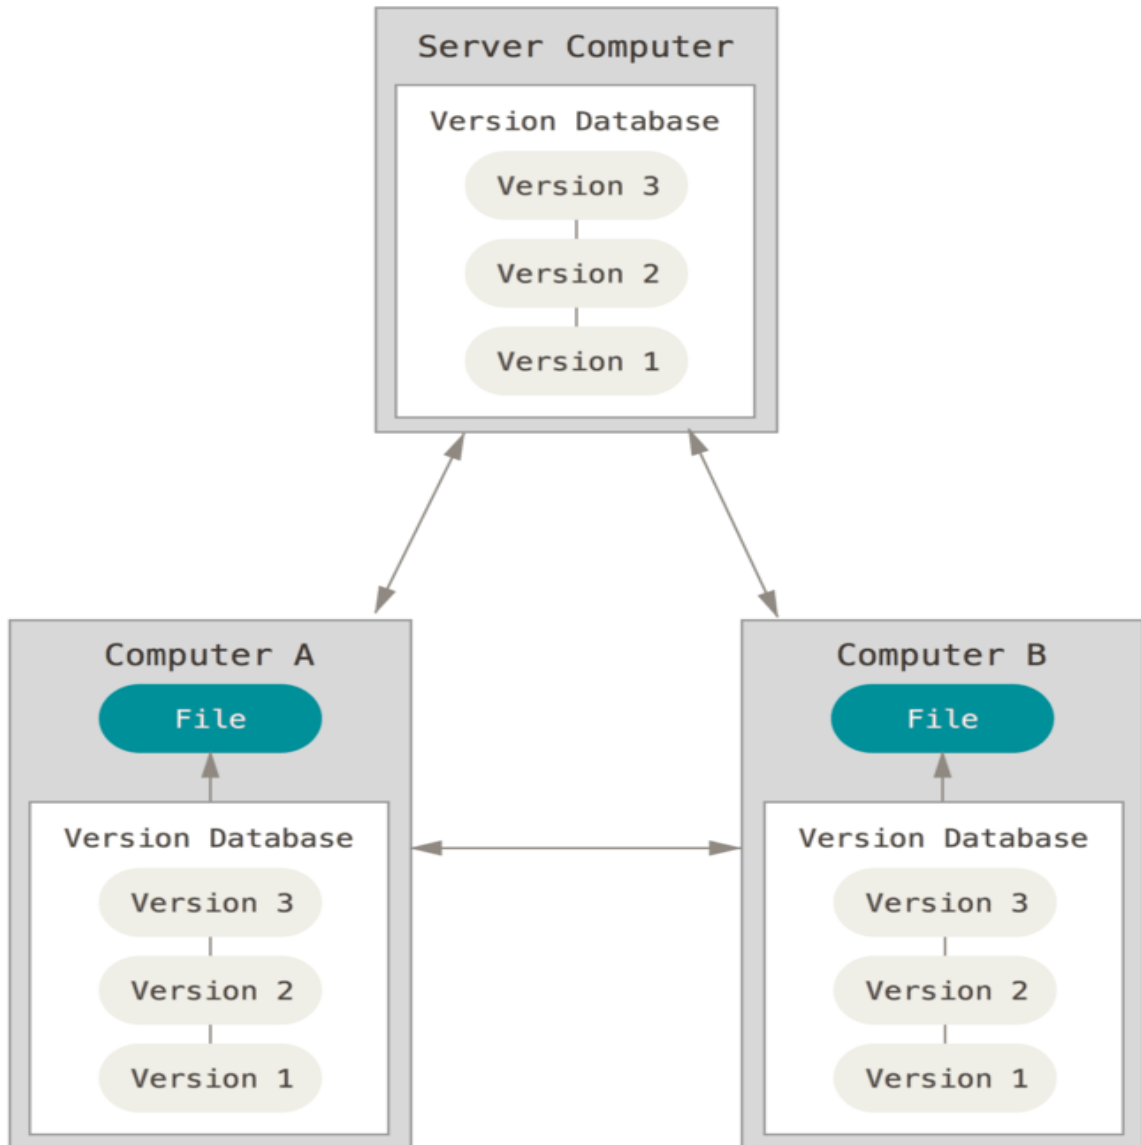 Server Computer
Version Database
Version 3
Version 2
Version 1
Computer A
File
Version Database
Version 3
Version 2
Version 1
Computer B
File
Version Database
Version 3
Version 2
Version 1